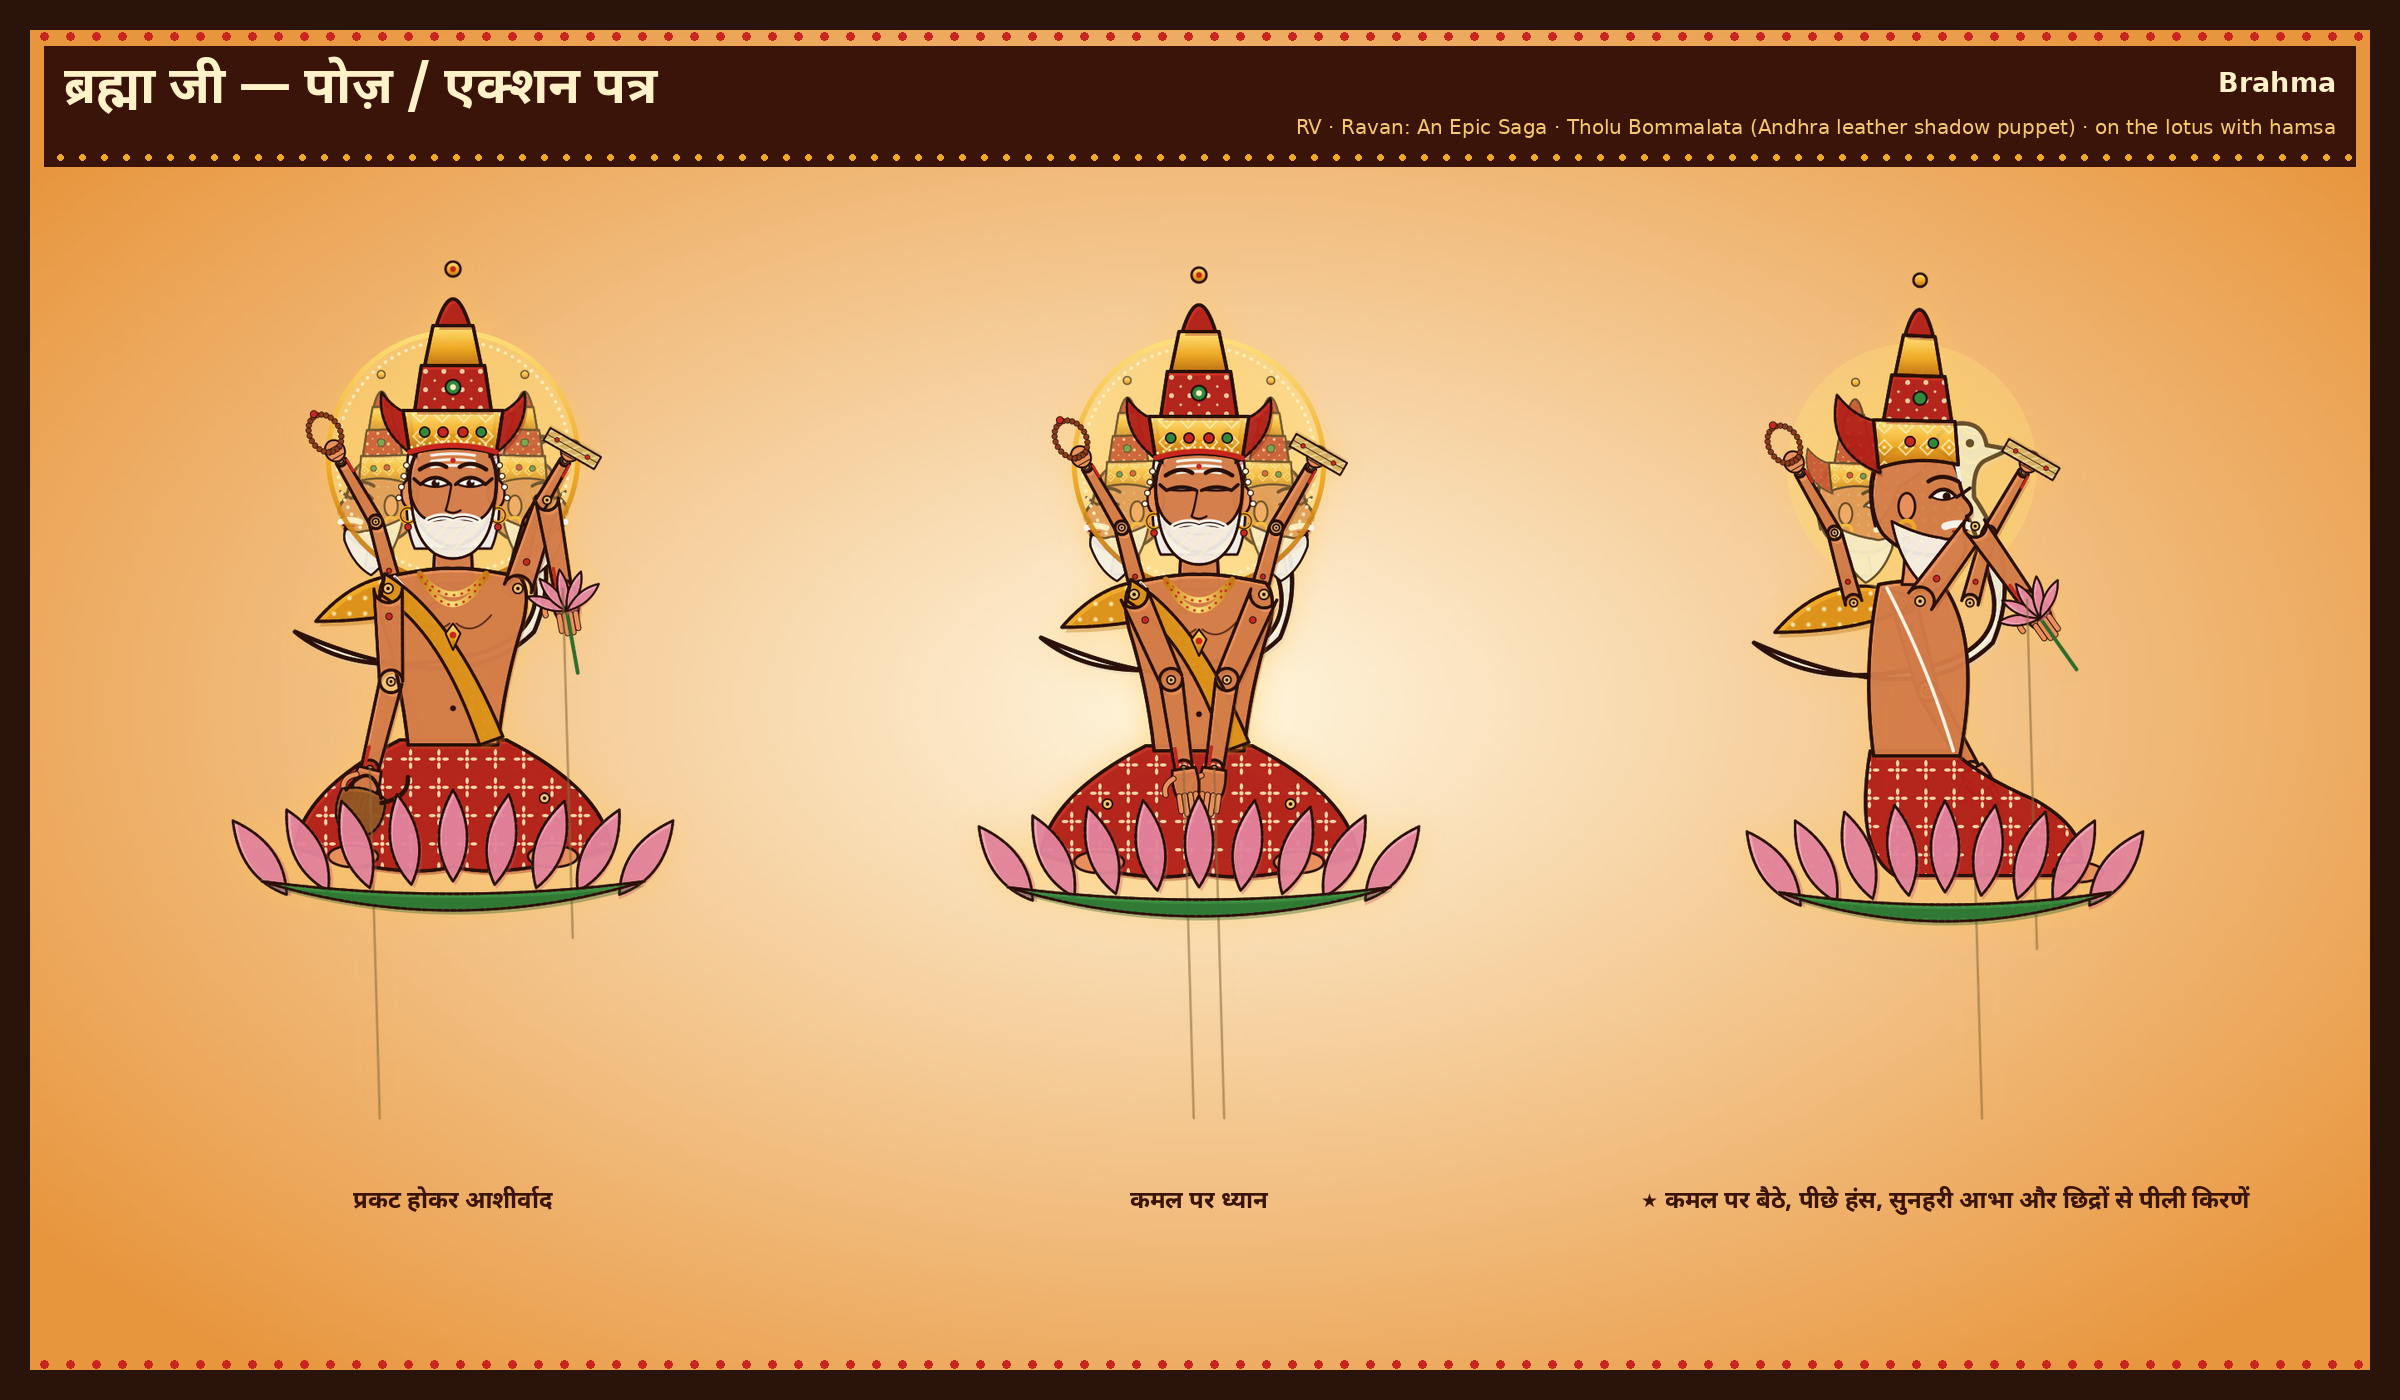 ब्रह्मा जी — पोज़ / एक्शन पत्र
Brahma
RV · Ravan: An Epic Saga · Tholu Bommalata (Andhra leather shadow puppet) · on the lotus with hamsa
प्रकट होकर आशीर्वाद
कमल पर ध्यान
★ कमल पर बैठे, पीछे हंस, सुनहरी आभा और छिद्रों से पीली किरणें